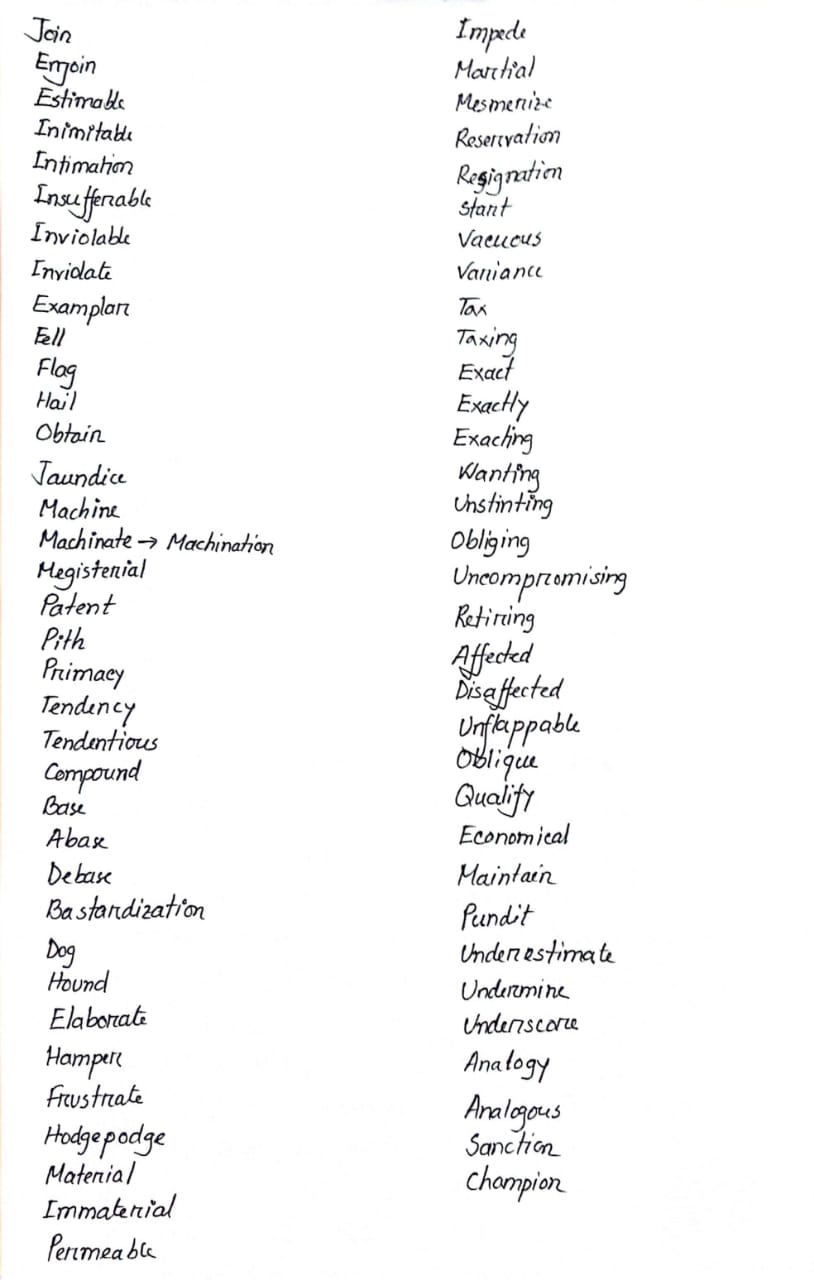 Join
Enjoin
Estimable
Inimitable
Intimation
Insufferable
Inviolable
Inviolate
Examplar
Fell
Flag
Hail
Obtain
Jaundice
Machine
Machinate → Machination
Megisterial
Patent
Pith
Primacy
Tendency
Tendentious
Compound
Base
Abase
Debase
Bastardization
Dog
Hound
Elaborate
Hamper
Frustrate
Hodgepodge
Material
Immaterial
Permeable
Impede
Martial
Mesmerize
Reservation
Resignation
Start
Vacuous
Variance
Tax
Taxing
Exact
Exactly
Exacting
Wanting
Unstinting
Obliging
Uncompromising
Retiring
Affected
Disaffected
Unflappable
Oblique
Qualify
Economical
Maintain
Pundit
Underestimate
Undermine
Underscore
Analogy
Analogous
Sanction
Champion